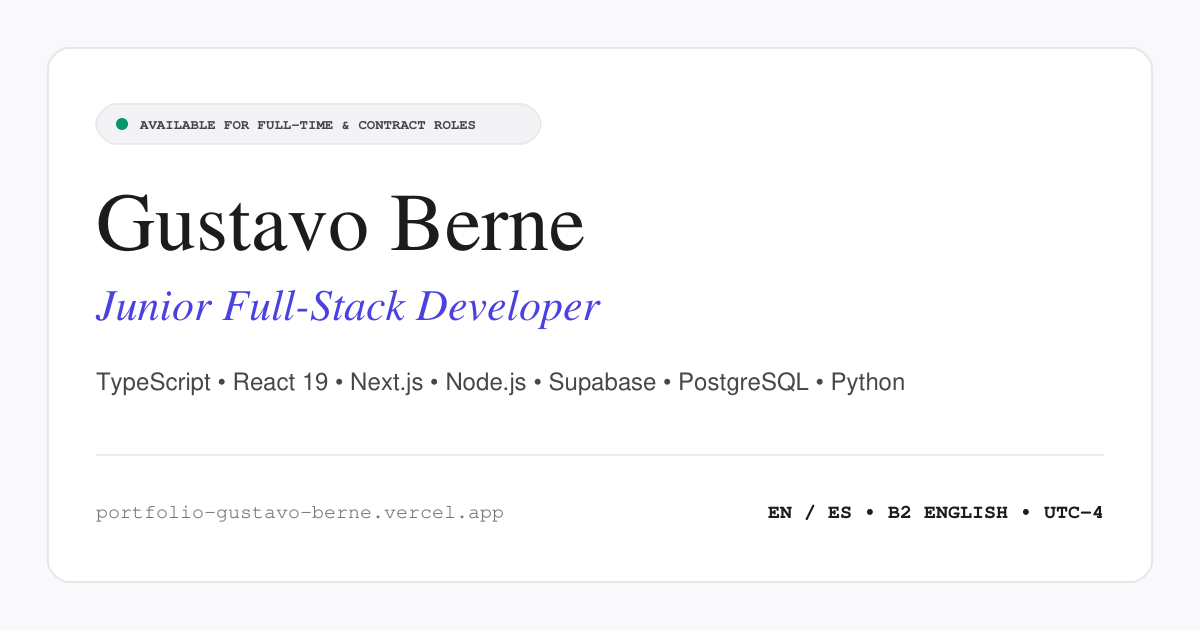 AVAILABLE FOR FULL-TIME & CONTRACT ROLES
Gustavo Berne
Junior Full-Stack Developer
TypeScript • React 19 • Next.js • Node.js • Supabase • PostgreSQL • Python
portfolio-gustavo-berne.vercel.app
EN / ES • B2 ENGLISH • UTC-4